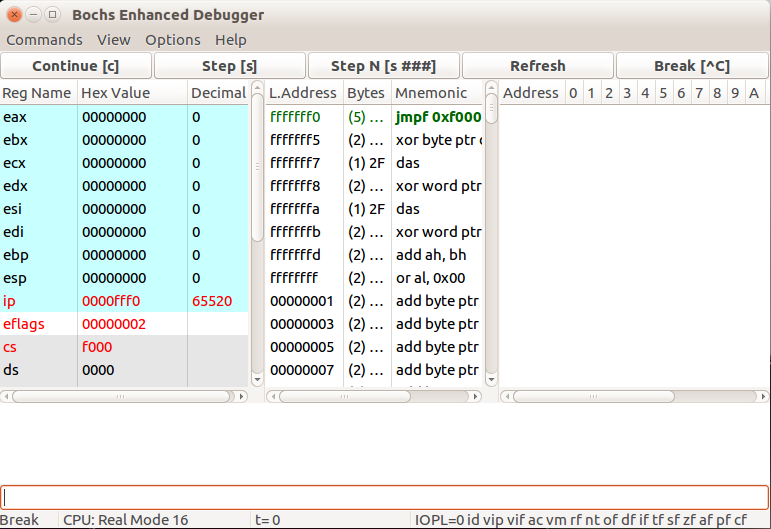 Bochs Enhanced Debugger
Commands View Options Help
Continue [c] Step [s] Step N [s ###] Refresh Break [^C]
Reg Name Hex Value Decimal L.Address Bytes Mnemonic Address 0 1 2 3 4 5 6 7 8 9 A
eax 00000000 0 fffffff0 (5) ... jmpf 0xf000
ebx 00000000 0 fffffff5 (2) ... xor byte ptr c
ecx 00000000 0 fffffff7 (1) 2F das
edx 00000000 0 fffffff8 (2) ... xor word ptr
esi 00000000 0 fffffffa (1) 2F das
edi 00000000 0 fffffffb (2) ... xor word ptr
ebp 00000000 0 fffffffd (2) ... add ah, bh
esp 00000000 0 ffffffff (2) ... or al, 0x00
ip 0000fff0 65520 00000001 (2) ... add byte ptr
eflags 00000002 00000003 (2) ... add byte ptr
cs f000 00000005 (2) ... add byte ptr
ds 0000 00000007 (2) ... add byte ptr
Break CPU: Real Mode 16 t= 0 IOPL=0 id vip vif ac vm rf nt of df if tf sf zf af pf cf